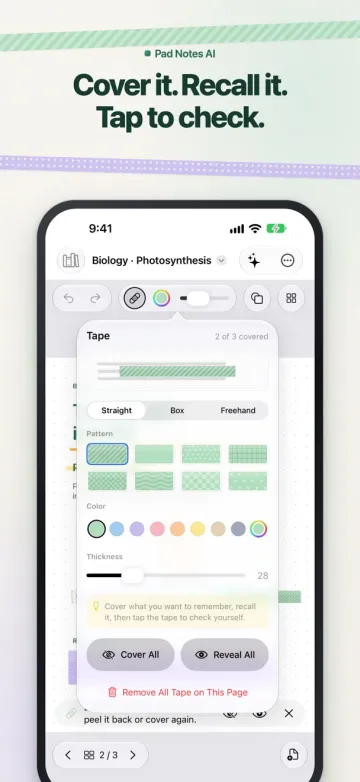 Pad Notes AI
Cover it. Recall it.
Tap to check.
9:41
Biology · Photosynthesis
Tape
2 of 3 covered
Straight
Box
Freehand
Pattern
Color
Thickness
28
Cover what you want to remember, recall
it, then tap the tape to check yourself.
Cover All
Reveal All
Remove All Tape on This Page
peel it back or cover again.
2 / 3